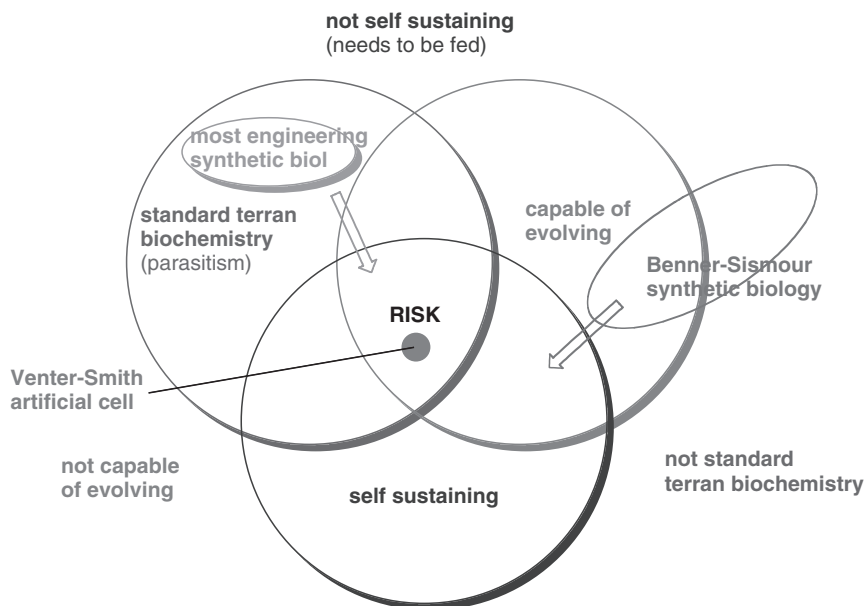 not self sustaining
(needs to be fed)
most engineering
synthetic biol
standard terran
biochemistry
(parasitism)
capable of
evolving
Benner-Sismour
synthetic biology
RISK
Venter-Smith
artificial cell
not capable
of evolving
self sustaining
not standard
terran biochemistry